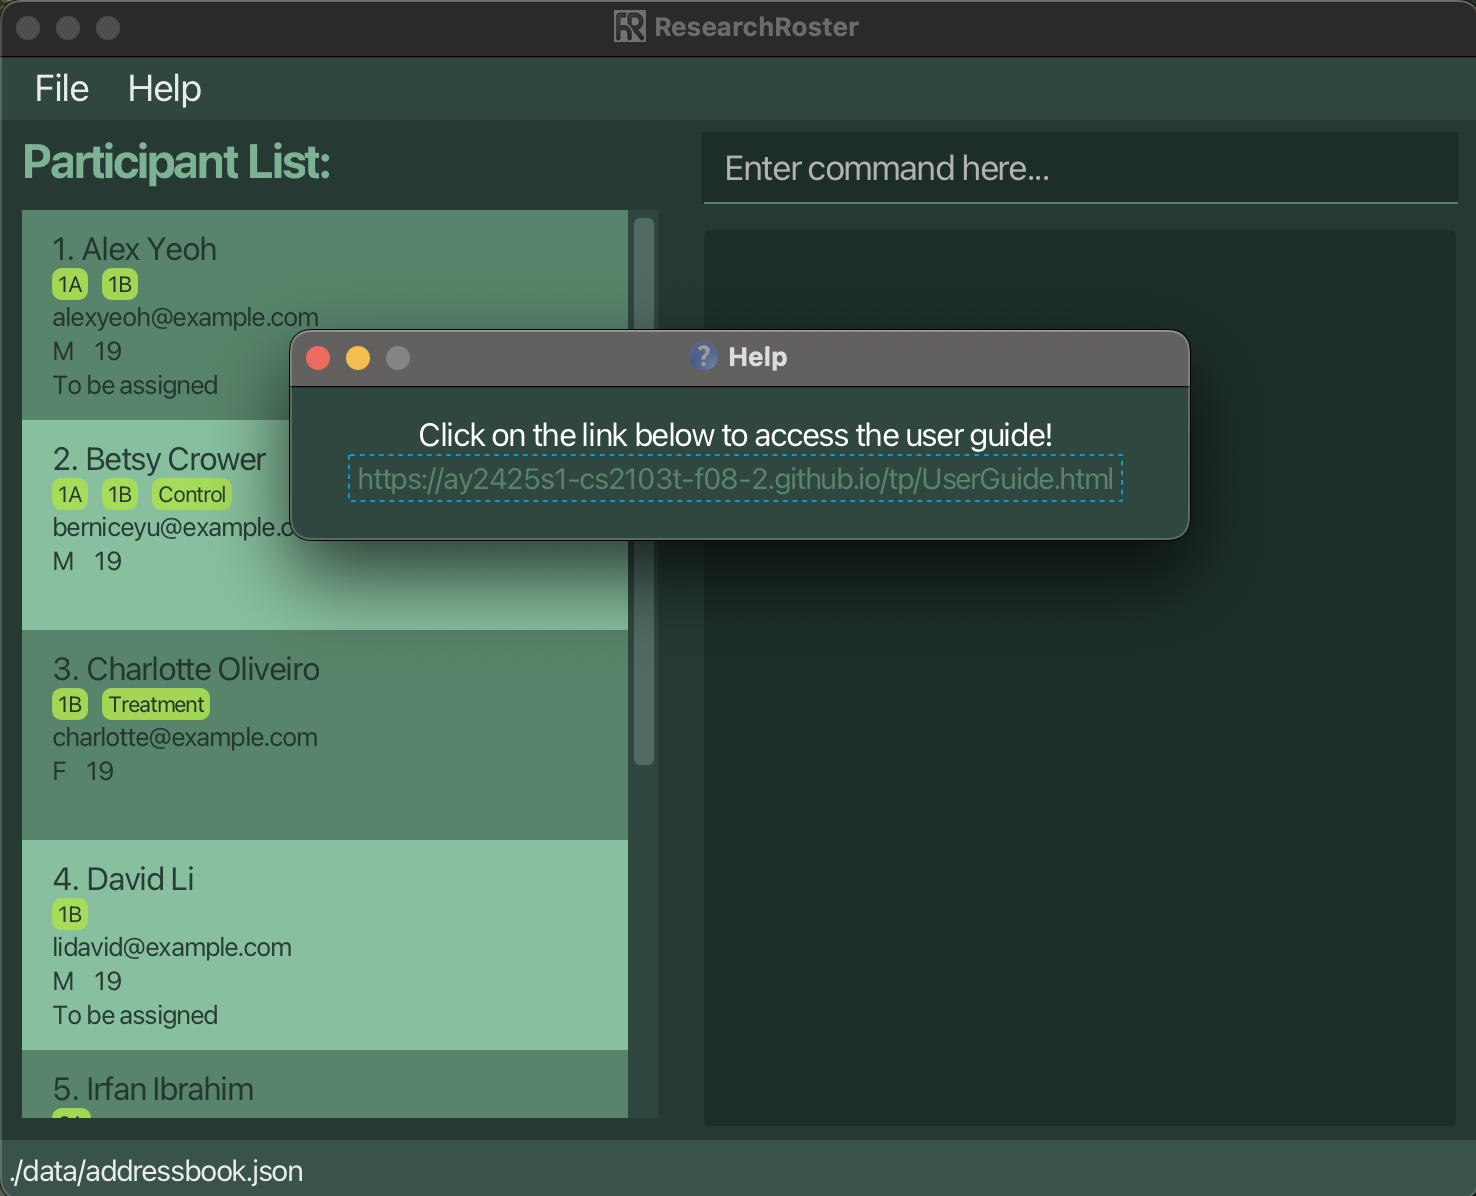 ResearchRoster
File Help
Participant List:
Enter command here...
1. Alex Yeoh
1A 1B
alexyeoh@example.com
M 19
To be assigned
2. Betsy Crower
1A 1B Control
berniceyu@example.c
M 19
Help
Click on the link below to access the user guide!
https://ay2425s1-cs2103t-f08-2.github.io/tp/UserGuide.html
3. Charlotte Oliveiro
1B Treatment
charlotte@example.com
F 19
4. David Li
1B
lidavid@example.com
M 19
To be assigned
5. Irfan Ibrahim
./data/addressbook.json